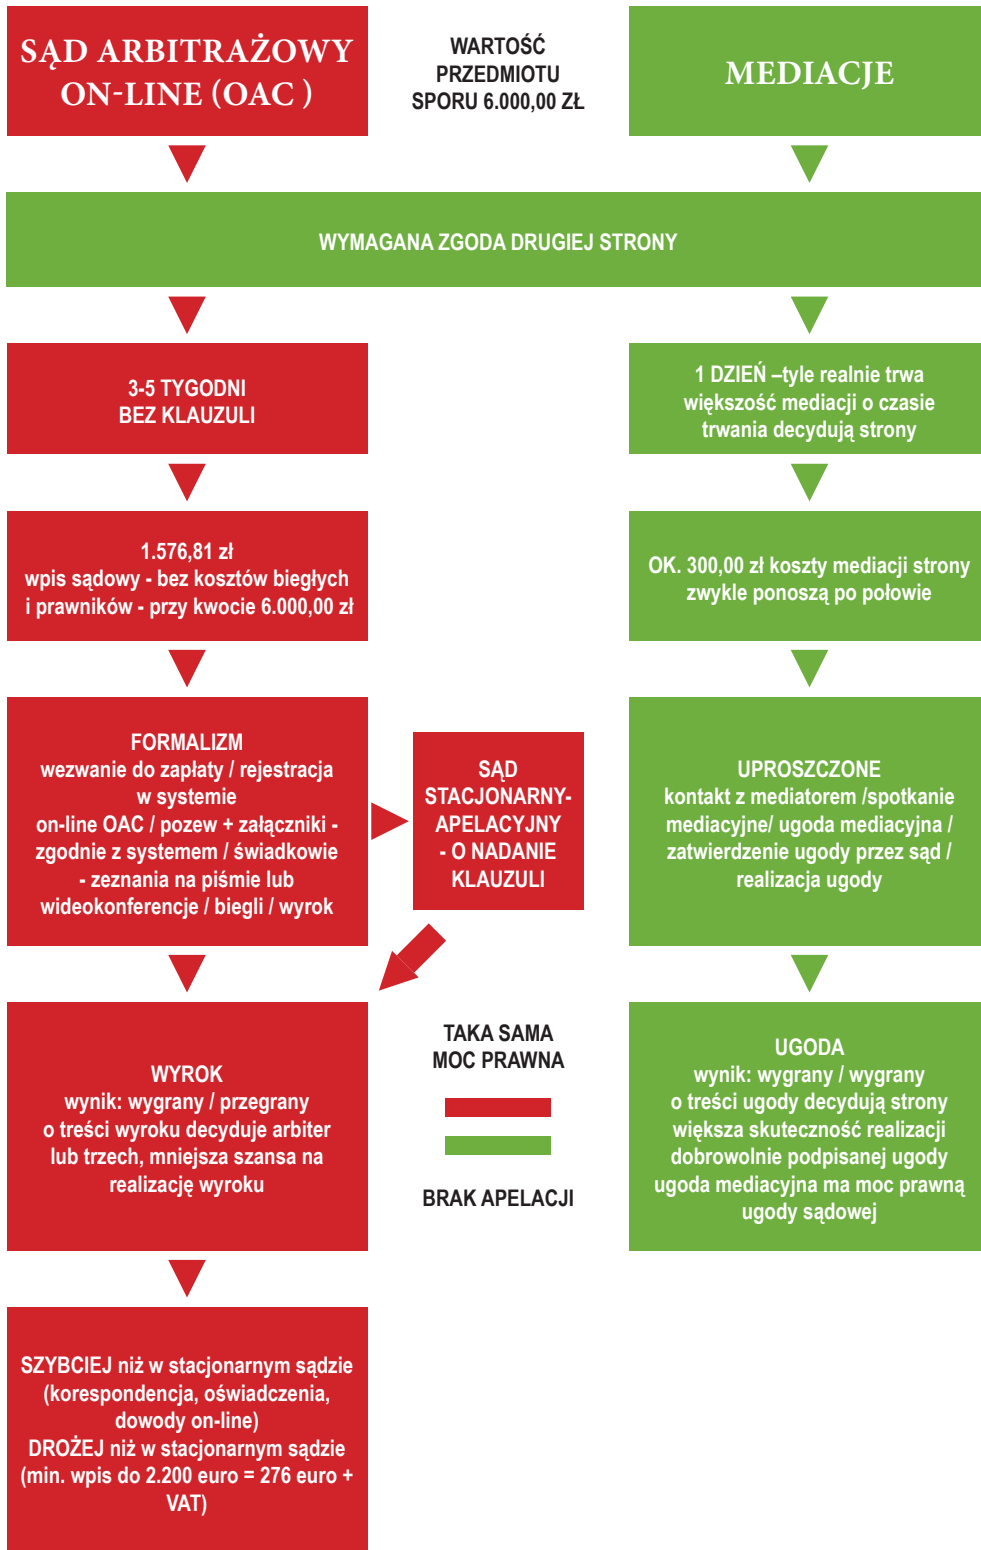 SĄD ARBITRAŻOWY
ON-LINE (OAC )
WARTOŚĆ
PRZEDMIOTU
SPORU 6.000,00 ZŁ
MEDIACJE
WYMAGANA ZGODA DRUGIEJ STRONY
3-5 TYGODNI
BEZ KLAUZULI
1 DZIEŃ –tyle realnie trwa
większość mediacji o czasie
trwania decydują strony
1.576,81 zł
wpis sądowy - bez kosztów biegłych
i prawników - przy kwocie 6.000,00 zł
OK. 300,00 zł koszty mediacji strony
zwykle ponoszą po połowie
FORMALIZM
wezwanie do zapłaty / rejestracja
w systemie
on-line OAC / pozew + załączniki -
zgodnie z systemem / świadkowie
- zeznania na piśmie lub
wideokonferencje / biegli / wyrok
SĄD
STACJONARNY-
APELACYJNY
- O NADANIE
KLAUZULI
UPROSZCZONE
kontakt z mediatorem /spotkanie
mediacyjne/ ugoda mediacyjna /
zatwierdzenie ugody przez sąd /
realizacja ugody
WYROK
wynik: wygrany / przegrany
o treści wyroku decyduje arbiter
lub trzech, mniejsza szansa na
realizację wyroku
TAKA SAMA
MOC PRAWNA
BRAK APELACJI
UGODA
wynik: wygrany / wygrany
o treści ugody decydują strony
większa skuteczność realizacji
dobrowolnie podpisanej ugody
ugoda mediacyjna ma moc prawną
ugody sądowej
SZYBCIEJ niż w stacjonarnym sądzie
(korespondencja, oświadczenia,
dowody on-line)
DROŻEJ niż w stacjonarnym sądzie
(min. wpis do 2.200 euro = 276 euro +
VAT)